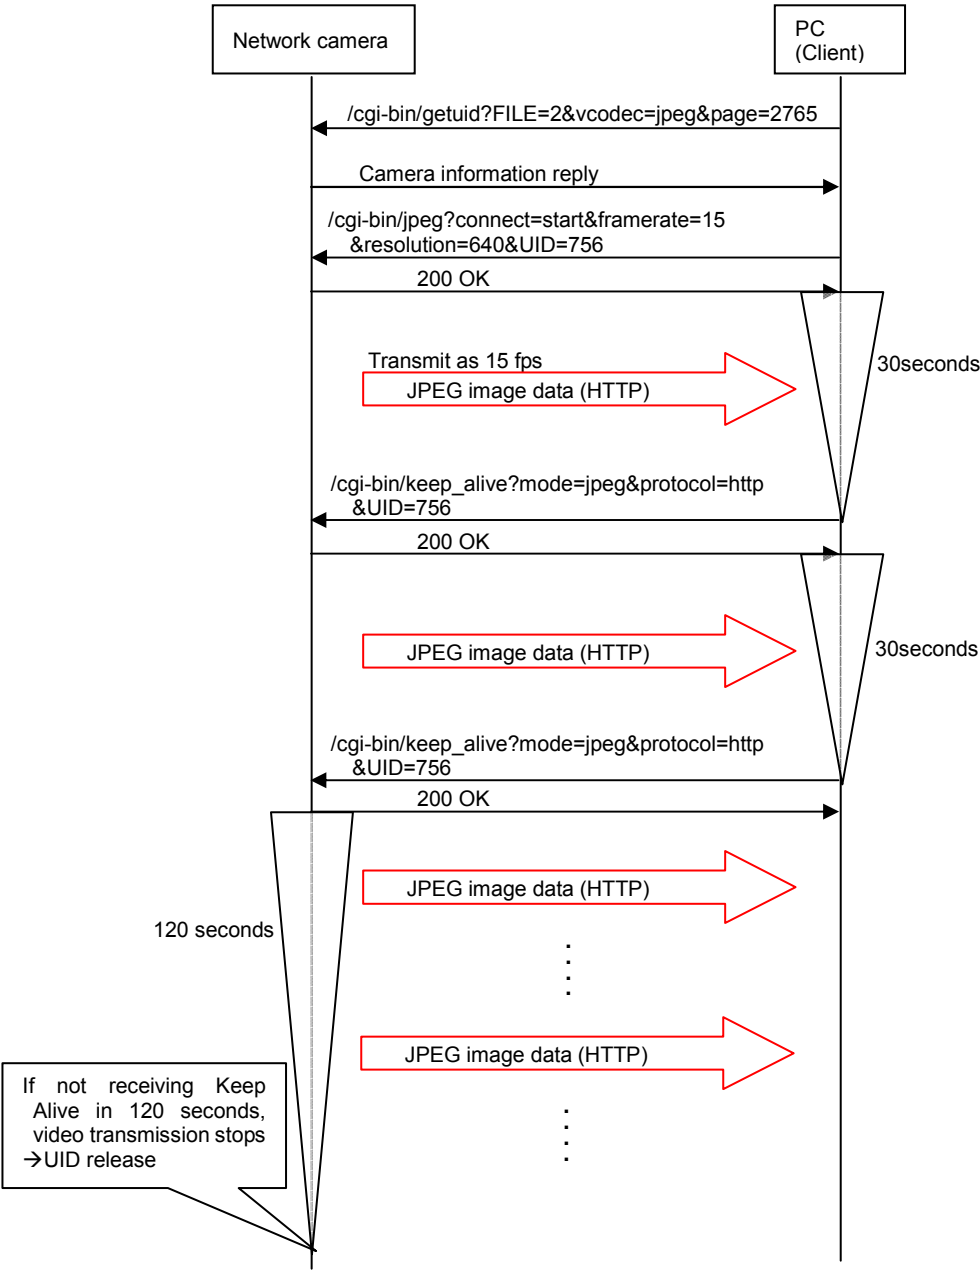 Network camera
PC
(Client)
/cgi-bin/getuid?FILE=2&vcodec=jpeg&page=2765
Camera information reply
/cgi-bin/jpeg?connect=start&framerate=15
&resolution=640&UID=756
200 OK
30seconds
Transmit as 15 fps
JPEG image data (HTTP)
/cgi-bin/keep_alive?mode=jpeg&protocol=http
&UID=756
200 OK
JPEG image data (HTTP)
30seconds
/cgi-bin/keep_alive?mode=jpeg&protocol=http
&UID=756
200 OK
JPEG image data (HTTP)
120 seconds
JPEG image data (HTTP)
If not receiving Keep
Alive in 120 seconds,
video transmission stops
→UID release